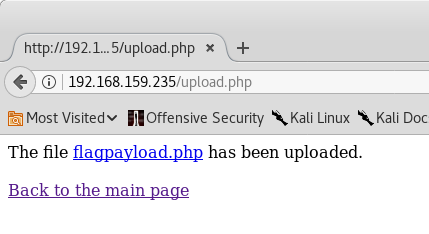 http://192.1...5/upload.php
192.168.159.235/upload.php
Most Visited Offensive Security Kali Linux Kali Doc
The file flagpayload.php has been uploaded.
Back to the main page